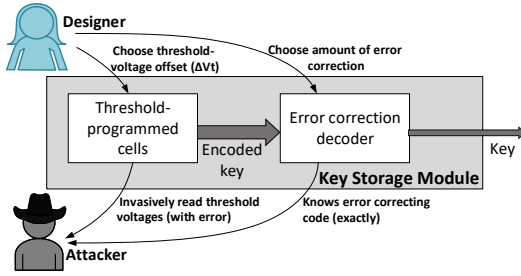 Designer
Choose threshold-
voltage offset (ΔVt)
Choose amount of error
correction
Threshold-
programmed
cells
Encoded
key
Error correction
decoder
Key
Key Storage Module
Invasively read threshold
voltages (with error)
Knows error correcting
code (exactly)
Attacker